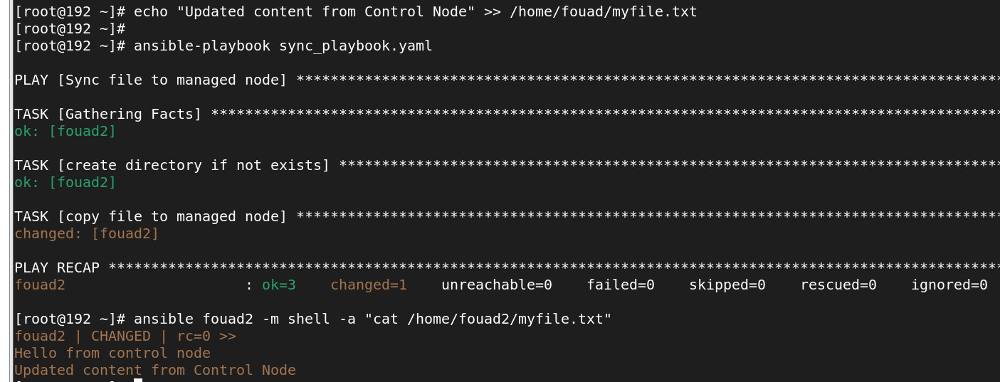 [root@192 ~]# echo "Updated content from Control Node" >> /home/fouad/myfile.txt
[root@192 ~]#
[root@192 ~]# ansible-playbook sync_playbook.yaml
PLAY [Sync file to managed node] ***********************************************************************************
TASK [Gathering Facts] *********************************************************************************************
ok: [fouad2]
TASK [create directory if not exists] ******************************************************************************
ok: [fouad2]
TASK [copy file to managed node] ***********************************************************************************
changed: [fouad2]
PLAY RECAP *********************************************************************************************************
fouad2                     : ok=3    changed=1    unreachable=0    failed=0    skipped=0    rescued=0    ignored=0
[root@192 ~]# ansible fouad2 -m shell -a "cat /home/fouad2/myfile.txt"
fouad2 | CHANGED | rc=0 >>
Hello from control node
Updated content from Control Node